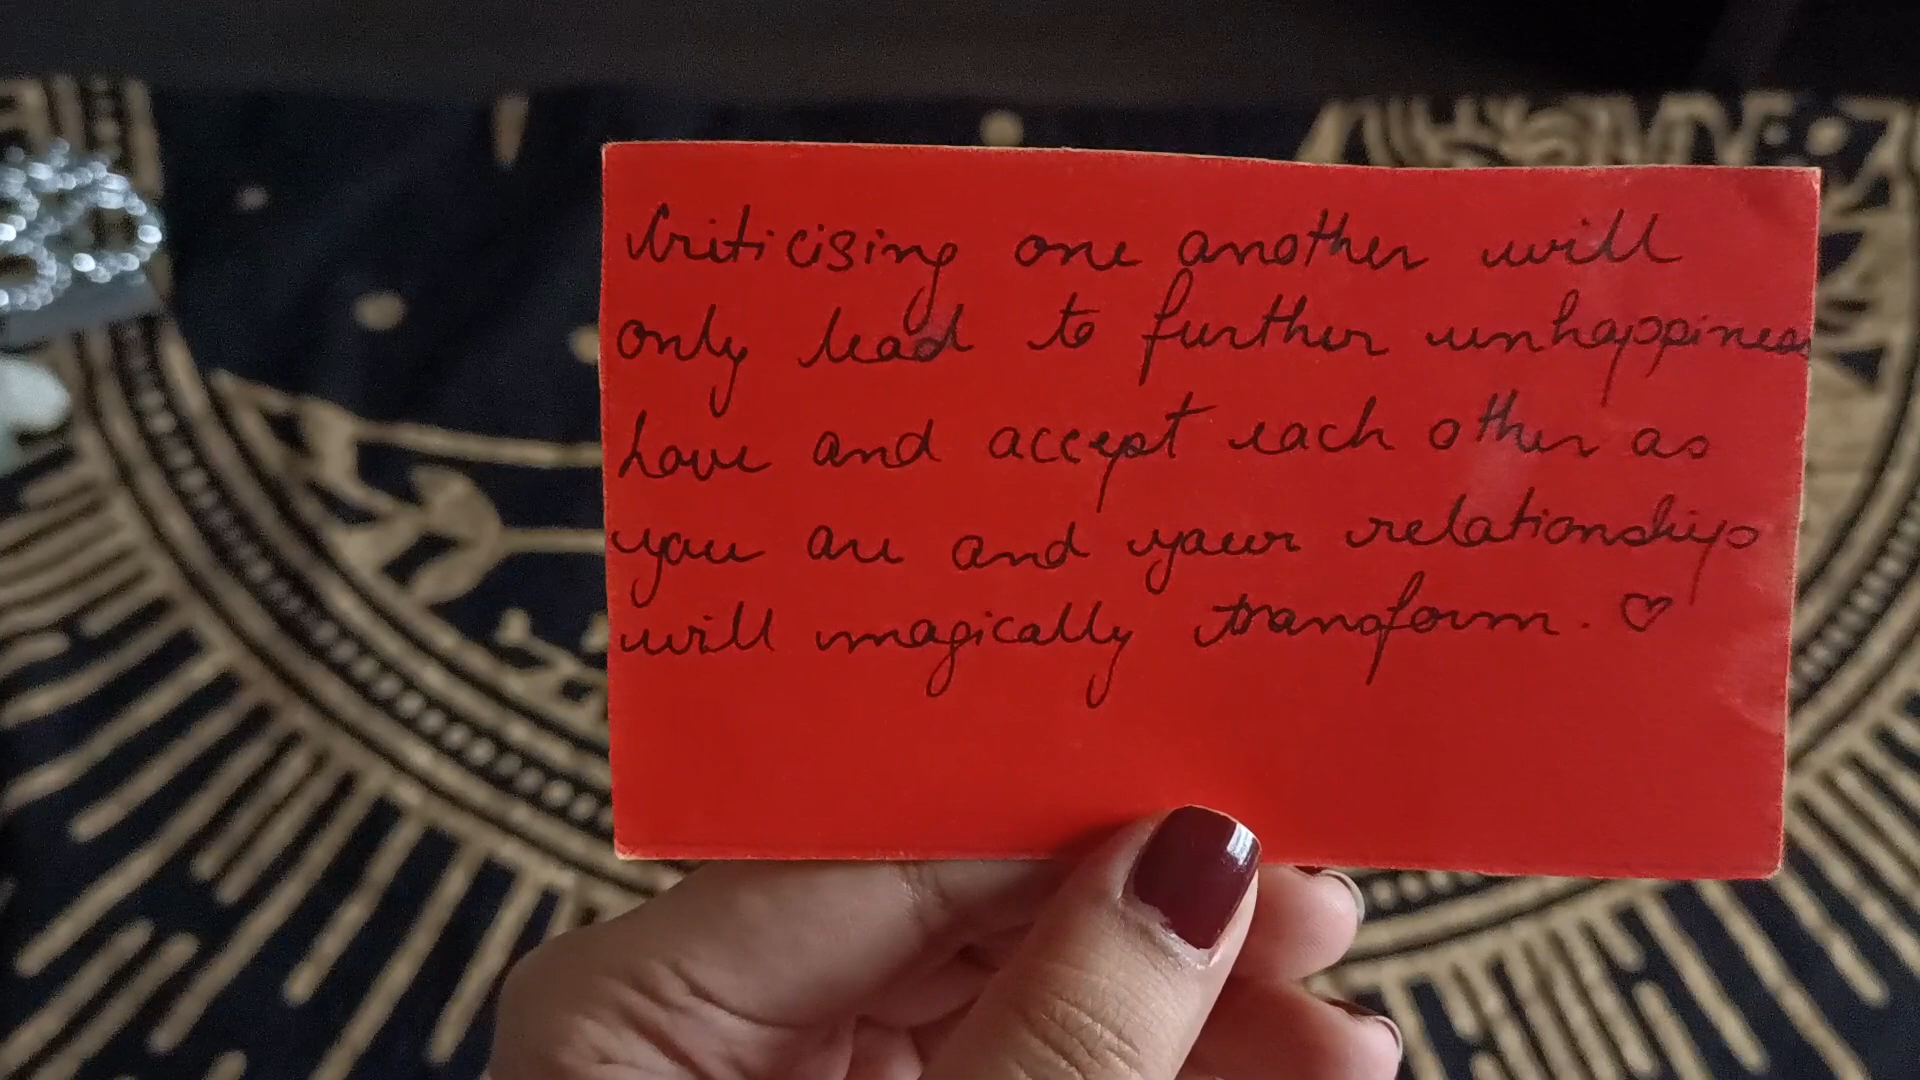 Criticising one another will
only lead to further unhappiness
Love and accept each other as
you are and your relationship
will magically transform. ♡